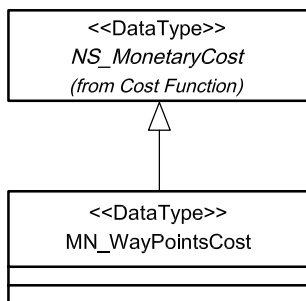 <<DataType>>
NS_MonetaryCost
(from Cost Function)
<<DataType>>
MN_WayPointsCost